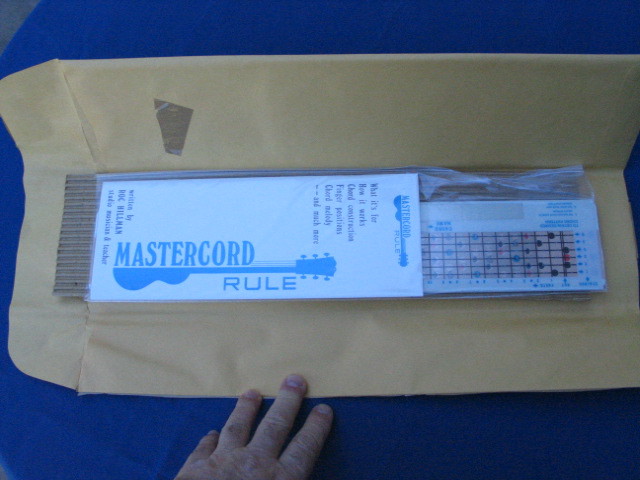 MASTERCORD
RULE
written by
ROC HILLMAN
studio musician & teacher
What it's for
How it works
Chord construction
Finger positions
Chord melody
--and much more
MASTERCORD
RULE